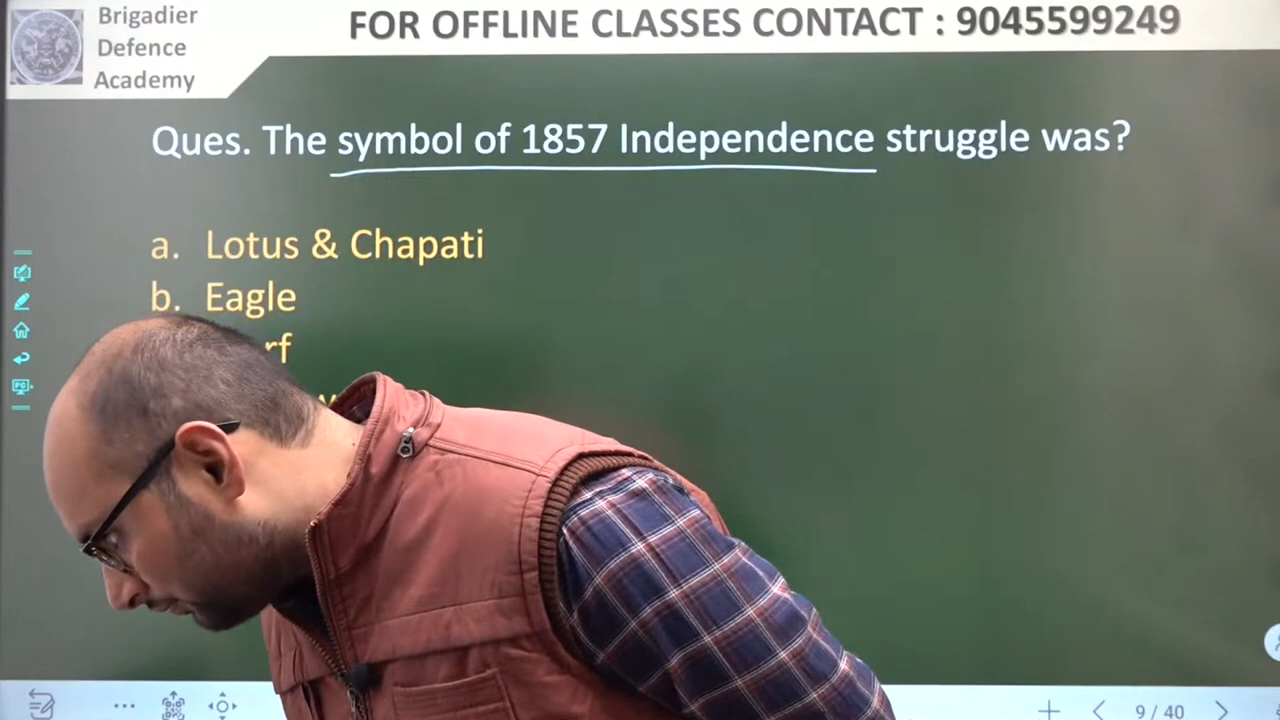 Brigadier
Defence
Academy
FOR OFFLINE CLASSES CONTACT : 9045599249
Ques. The symbol of 1857 Independence struggle was?
a. Lotus & Chapati
b. Eagle
9 / 40